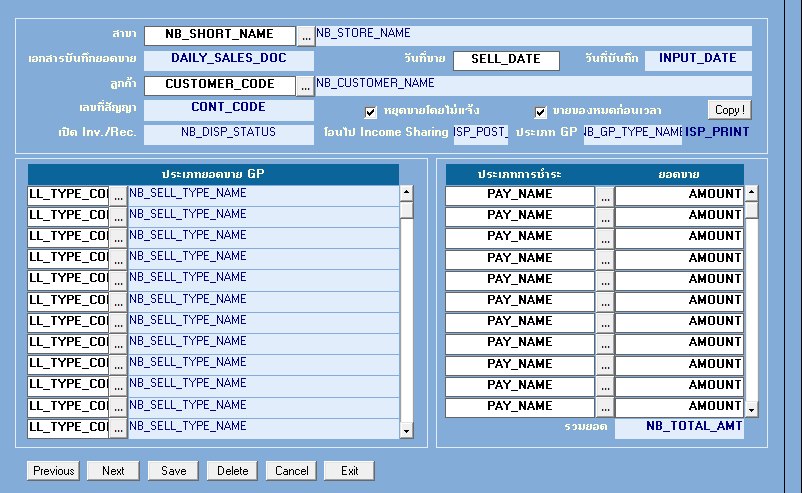 สาขา NB_SHORT_NAME ... NB_STORE_NAME
เอกสารบันทึกยอดขาย DAILY_SALES_DOC วันที่ขาย SELL_DATE วันที่บันทึก INPUT_DATE
ลูกค้า CUSTOMER_CODE ... NB_CUSTOMER_NAME
เลขที่สัญญา CONT_CODE หยุดขายโดยไม่แจ้ง ขายของหมดก่อนเวลา Copy !
เปิด Inv./Rec. NB_DISP_STATUS โอนไป Income Sharing ISP_POST_ ประเภท GP NB_GP_TYPE_NAME ISP_PRINT
ประเภทยอดขาย GP ประเภทการชำระ ยอดขาย
LL_TYPE_COI ... NB_SELL_TYPE_NAME PAY_NAME ... AMOUNT
LL_TYPE_COI ... NB_SELL_TYPE_NAME PAY_NAME ... AMOUNT
LL_TYPE_COI ... NB_SELL_TYPE_NAME PAY_NAME ... AMOUNT
LL_TYPE_COI ... NB_SELL_TYPE_NAME PAY_NAME ... AMOUNT
LL_TYPE_COI ... NB_SELL_TYPE_NAME PAY_NAME ... AMOUNT
LL_TYPE_COI ... NB_SELL_TYPE_NAME PAY_NAME ... AMOUNT
LL_TYPE_COI ... NB_SELL_TYPE_NAME PAY_NAME ... AMOUNT
LL_TYPE_COI ... NB_SELL_TYPE_NAME PAY_NAME ... AMOUNT
LL_TYPE_COI ... NB_SELL_TYPE_NAME PAY_NAME ... AMOUNT
LL_TYPE_COI ... NB_SELL_TYPE_NAME PAY_NAME ... AMOUNT
LL_TYPE_COI ... NB_SELL_TYPE_NAME PAY_NAME ... AMOUNT
LL_TYPE_COI ... NB_SELL_TYPE_NAME รวมยอด NB_TOTAL_AMT
Previous Next Save Delete Cancel Exit